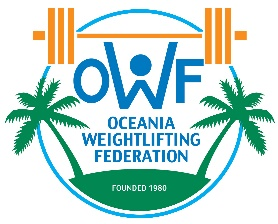 OWF
OCEANIA
WEIGHTLIFTING
FEDERATION
FOUNDED 1980